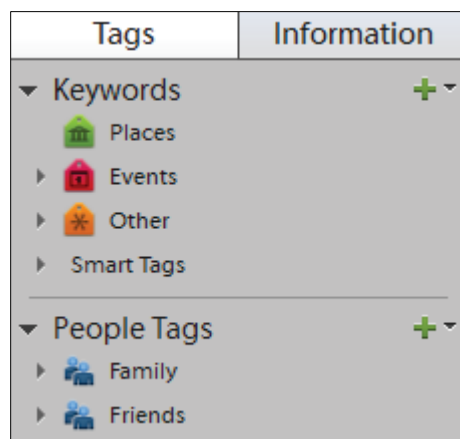 Tags Information
Keywords
Places
Events
Other
Smart Tags
People Tags
Family
Friends